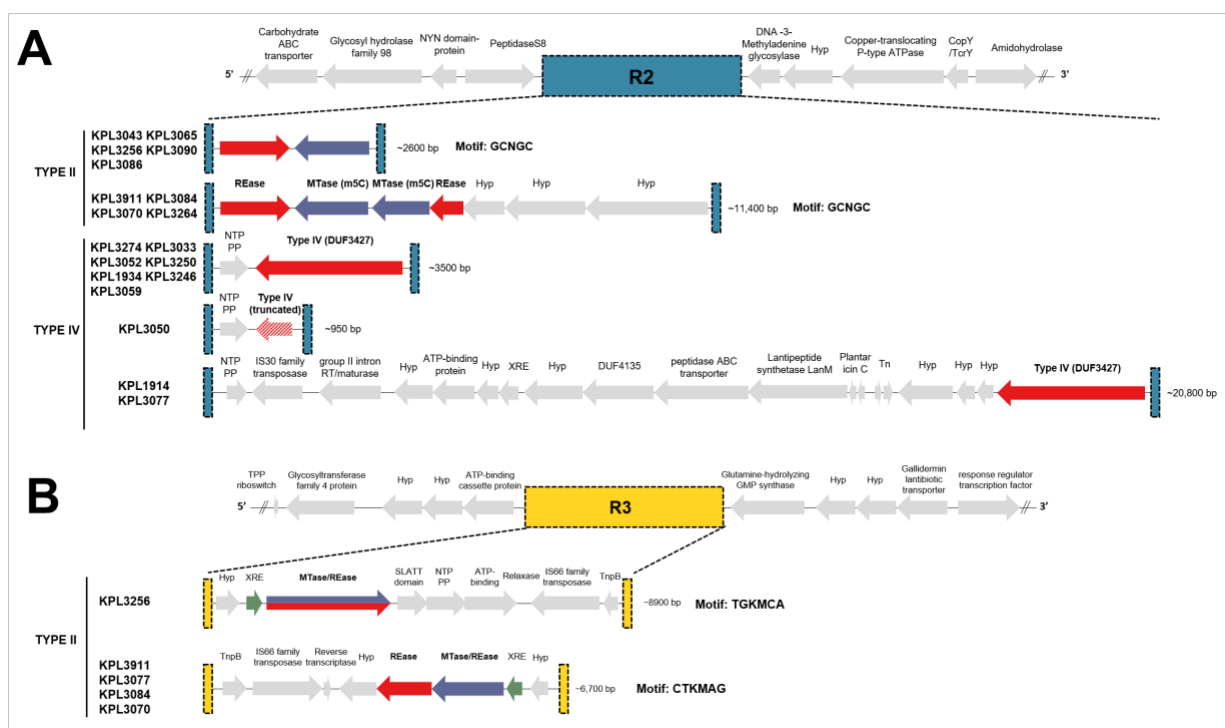 A
Carbohydrate
ABC
transporter
Glycosyl hydrolase
family 98
NYN domain-
protein
PeptidaseS8
DNA -3-
Methyladenine
glycosylase
Hyp
Copper-translocating
P-type ATPase
CopY
/TcrY
Amidohydrolase
5'
R2
3'
TYPE II
KPL3043 KPL3065
KPL3256 KPL3090
KPL3086
~2600 bp
Motif: GCNGC
KPL3911 KPL3084
KPL3070 KPL3264
REase
MTase (m5C)
MTase (m5C)
REase
Hyp
Hyp
Hyp
~11,400 bp
Motif: GCNGC
TYPE IV
KPL3274 KPL3033
KPL3052 KPL3250
KPL1934 KPL3246
KPL3059
NTP
PP
Type IV (DUF3427)
~3500 bp
KPL3050
NTP
PP
Type IV
(truncated)
~950 bp
KPL1914
KPL3077
NTP
PP
IS30 family
transposase
group II intron
RT/maturase
Hyp
ATP-binding
protein
Hyp
XRE
Hyp
DUF4135
peptidase ABC
transporter
Lantipeptide
synthetase LanM
Plantar
icin C
Tn
Hyp
Hyp
Hyp
Type IV (DUF3427)
~20,800 bp
B
TPP
riboswitch
Glycosyltransferase
family 4 protein
Hyp
Hyp
ATP-binding
cassette protein
Glutamine-hydrolyzing
GMP synthase
Hyp
Hyp
Gallidermin
lantibiotic
transporter
response regulator
transcription factor
5'
R3
3'
TYPE II
KPL3256
Hyp
XRE
MTase/REase
SLATT
domain
NTP
PP
ATP-
binding
Relaxase
IS66 family
transposase
TnpB
~8900 bp
Motif: TGKMCA
KPL3911
KPL3077
KPL3084
KPL3070
TnpB
IS66 family
transposase
Reverse
transcriptase
Hyp
REase
MTase/REase
XRE
Hyp
~6,700 bp
Motif: CTKMAG